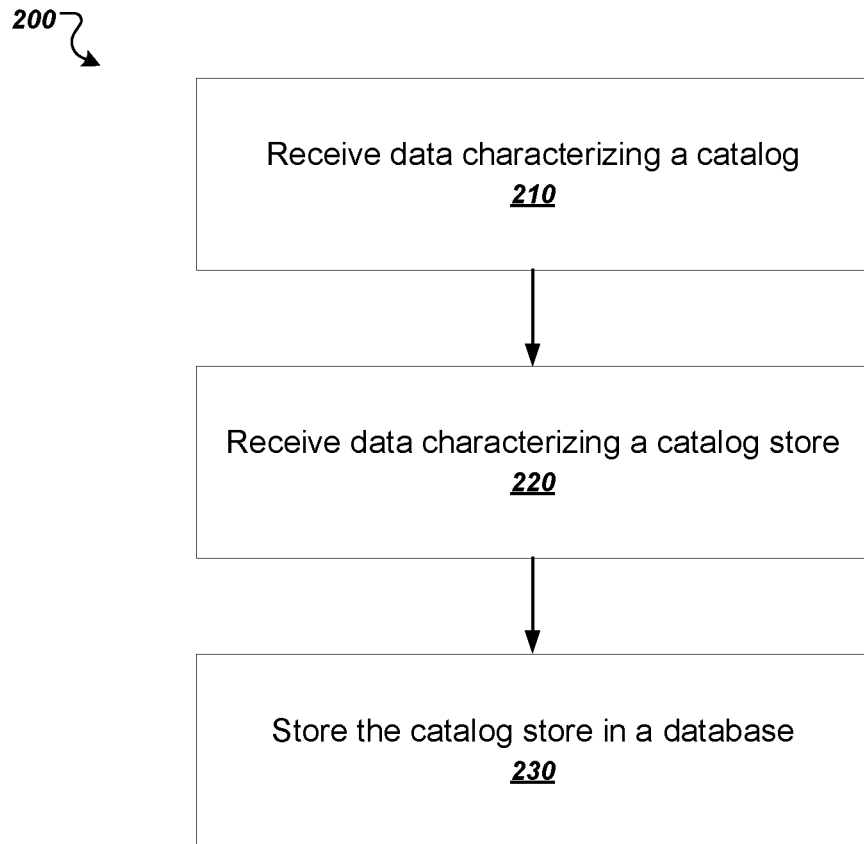 200
Receive data characterizing a catalog
210
Receive data characterizing a catalog store
220
Store the catalog store in a database
230